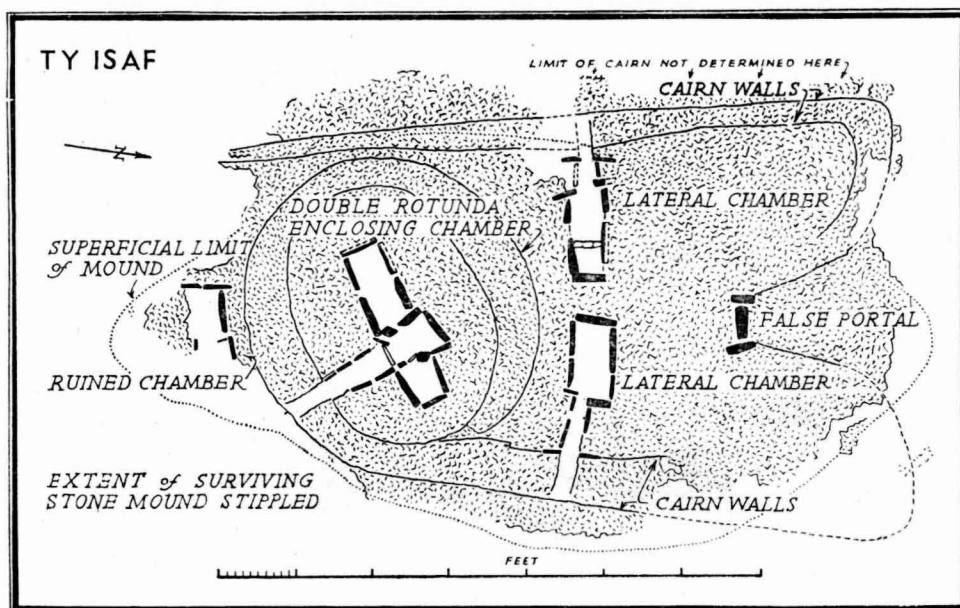 TY ISAF
LIMIT OF CAIRN NOT DETERMINED HERE
CAIRN WALLS
N
DOUBLE ROTUNDA
ENCLOSING CHAMBER
LATERAL CHAMBER
SUPERFICIAL LIMIT
of MOUND
FALSE PORTAL
RUINED CHAMBER
LATERAL CHAMBER
EXTENT of SURVIVING
STONE MOUND STIPPLED
CAIRN WALLS
FEET